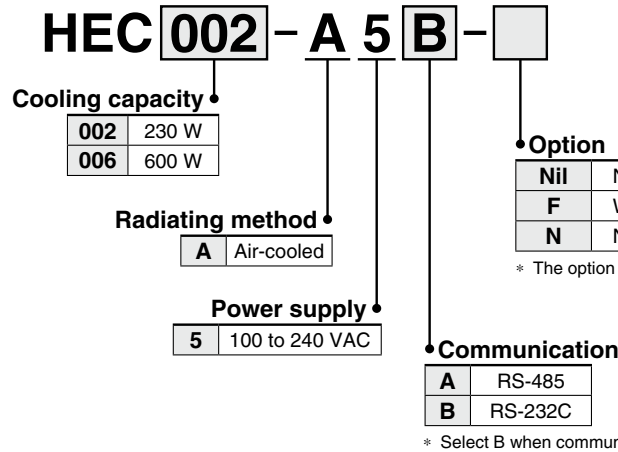 HEC 002 - A 5 B -
Cooling capacity
002 230 W
006 600 W
Radiating method
A Air-cooled
Power supply
5 100 to 240 VAC
Option
Nil
F
N
* The option
Communication
A RS-485
B RS-232C
* Select B when